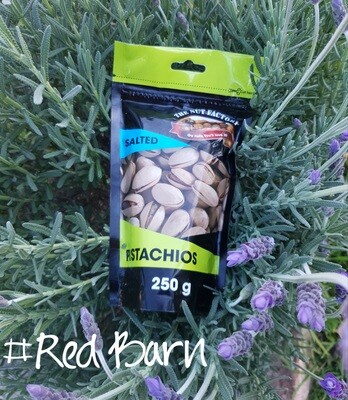 THE NUT FACTORY
SALTED
PISTACHIOS
250 g
#Red Barn